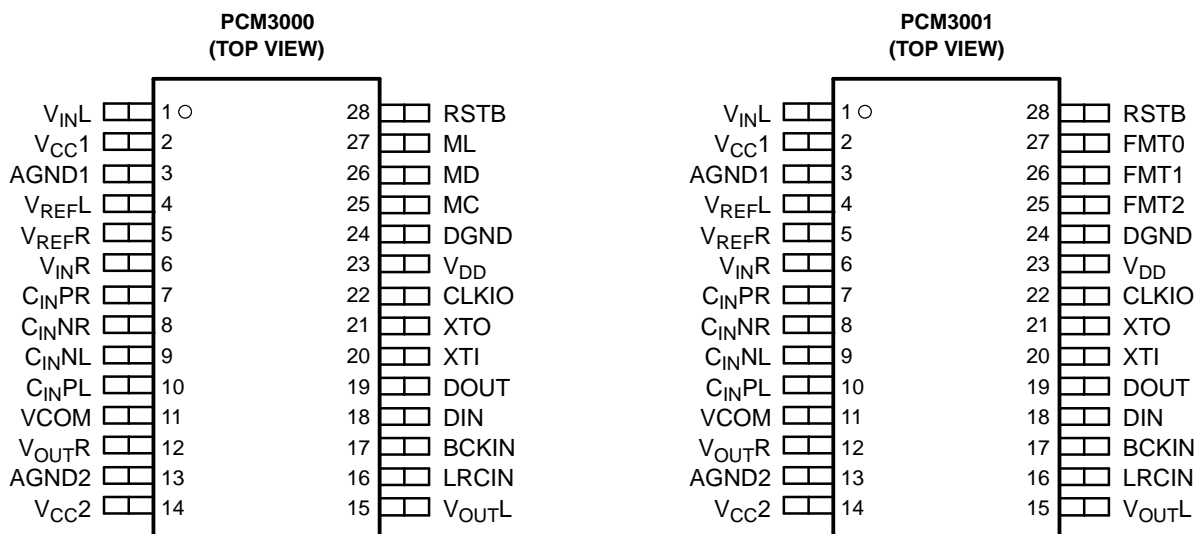 PCM3000
(TOP VIEW)
VINL 1 28 RSTB
VCC1 2 27 ML
AGND1 3 26 MD
VREFL 4 25 MC
VREFR 5 24 DGND
VINR 6 23 VDD
CINPR 7 22 CLKIO
CINNR 8 21 XTO
CINNL 9 20 XTI
CINPL 10 19 DOUT
VCOM 11 18 DIN
VOUTR 12 17 BCKIN
AGND2 13 16 LRCIN
VCC2 14 15 VOUTL
PCM3001
(TOP VIEW)
VINL 1 28 RSTB
VCC1 2 27 FMT0
AGND1 3 26 FMT1
VREFL 4 25 FMT2
VREFR 5 24 DGND
VINR 6 23 VDD
CINPR 7 22 CLKIO
CINNR 8 21 XTO
CINNL 9 20 XTI
CINPL 10 19 DOUT
VCOM 11 18 DIN
VOUTR 12 17 BCKIN
AGND2 13 16 LRCIN
VCC2 14 15 VOUTL